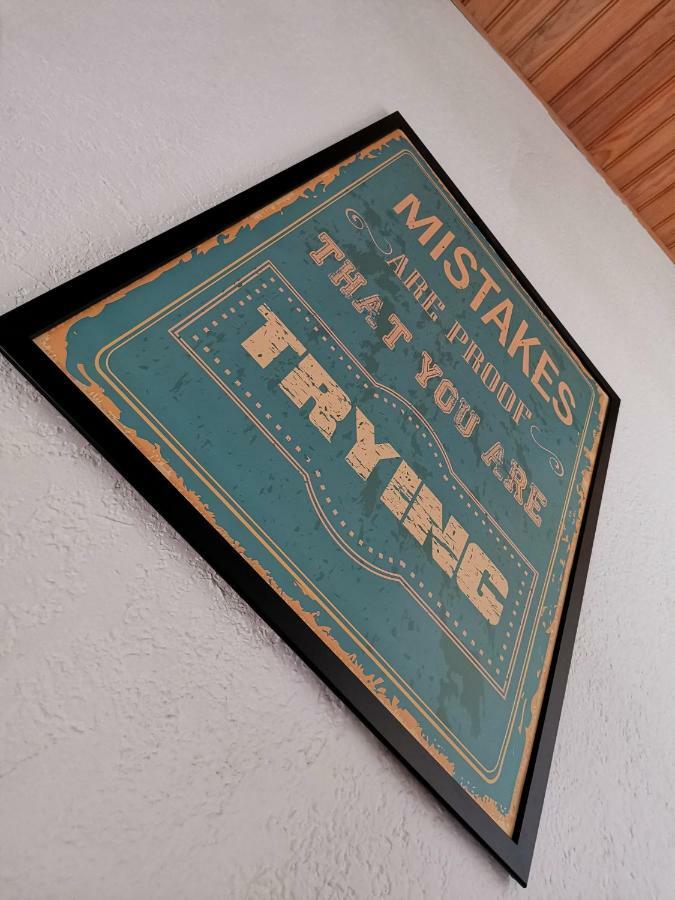 MISTAKES
ARE PROOF
THAT YOU ARE
TRYING